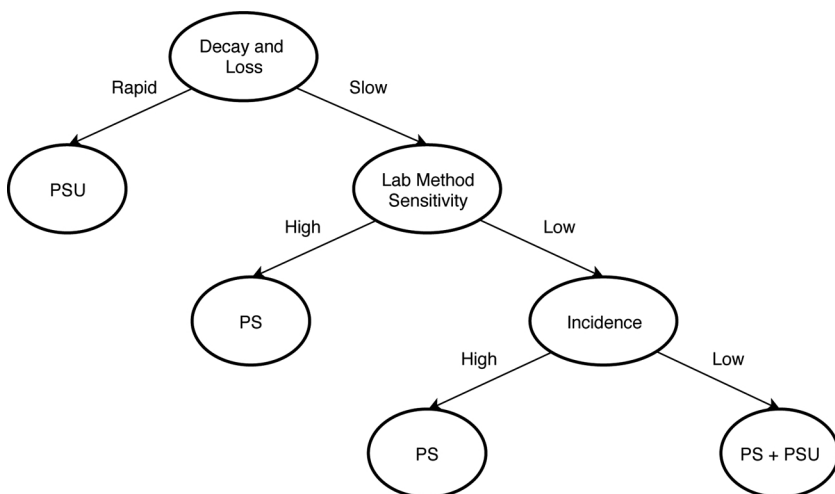 Decay and
Loss
Rapid
Slow
PSU
Lab Method
Sensitivity
High
Low
PS
Incidence
High
Low
PS
PS + PSU